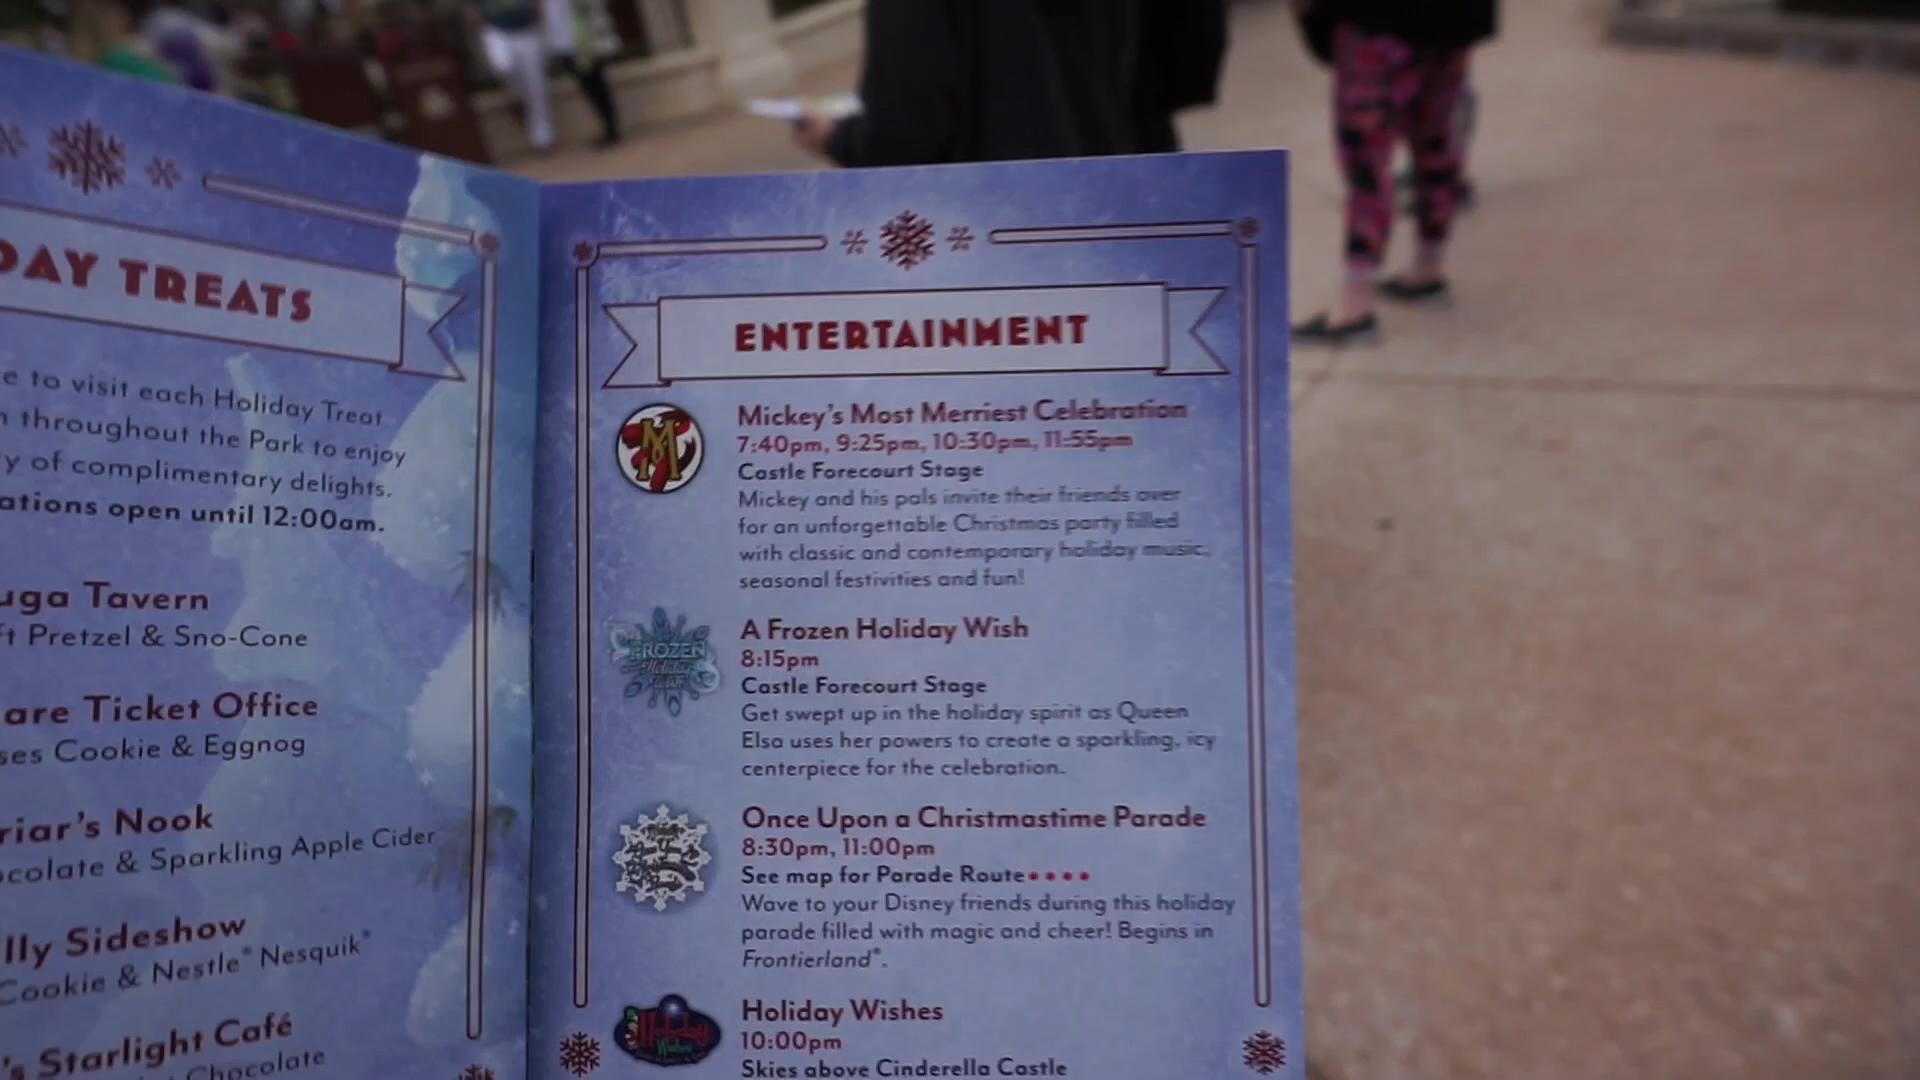 DAY TREATS
e to visit each Holiday Treat
throughout the Park to enjoy
y of complimentary delights.
ations open until 12:00am.
uga Tavern
ft Pretzel & Sno-Cone
are Ticket Office
ses Cookie & Eggnog
riar's Nook
ocolate & Sparkling Apple Cider
lly Sideshow
Cookie & Nestle® Nesquik®
's Starlight Café
Chocolate
ENTERTAINMENT
Mickey's Most Merriest Celebration
7:40pm, 9:25pm, 10:30pm, 11:55pm
Castle Forecourt Stage
Mickey and his pals invite their friends over
for an unforgettable Christmas party filled
with classic and contemporary holiday music,
seasonal festivities and fun!
FROZEN
Holiday
Wish
A Frozen Holiday Wish
8:15pm
Castle Forecourt Stage
Get swept up in the holiday spirit as Queen
Elsa uses her powers to create a sparkling, icy
centerpiece for the celebration.
Once Upon a Christmastime Parade
8:30pm, 11:00pm
See map for Parade Route••••
Wave to your Disney friends during this holiday
parade filled with magic and cheer! Begins in
Frontierland®.
Holiday
Wishes
Holiday Wishes
10:00pm
Skies above Cinderella Castle